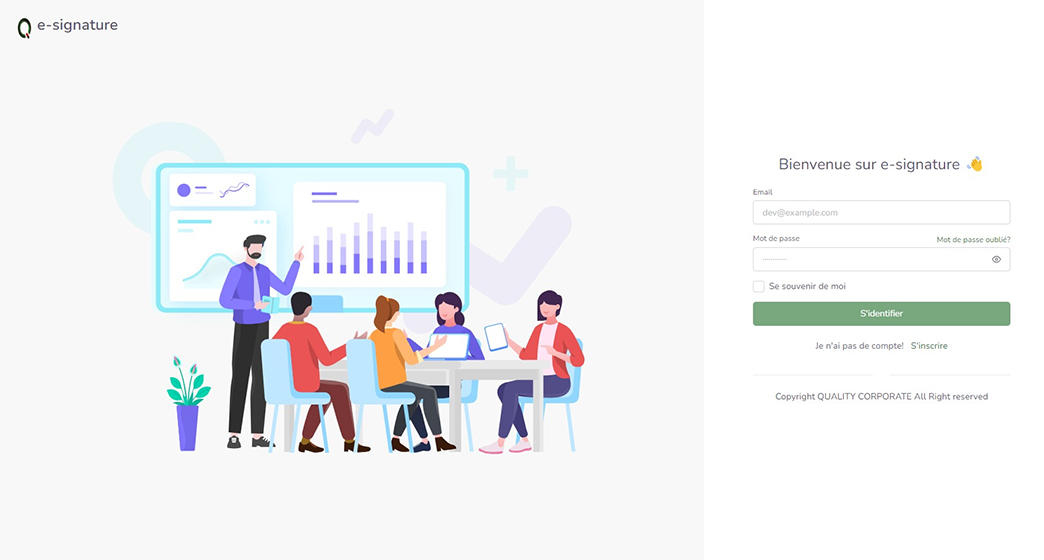 e-signature
Bienvenue sur e-signature 👋
Email
dev@example.com
Mot de passe
Mot de passe oublié?
············
Se souvenir de moi
S'identifier
Je n'ai pas de compte! S'inscrire
Copyright QUALITY CORPORATE All Right reserved